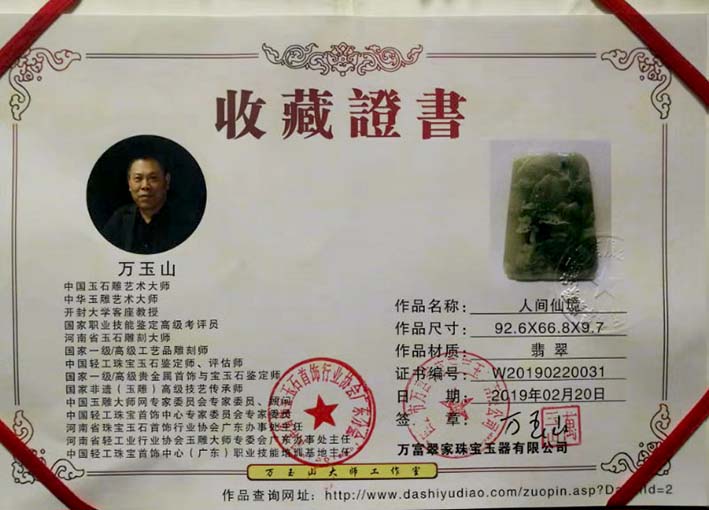 收藏證書
万玉山
中国玉石雕艺术大师
中华玉雕艺术大师
开封大学客座教授
国家职业技能鉴定高级考评员
河南省玉石雕刻大师
国家一级/高级工艺品雕刻师
中国轻工珠宝玉石鉴定师、评估师
国家一级/高级贵金属首饰与宝玉石鉴定师
国家非遗（玉雕）高级技艺传承师
中国玉雕大师网专家委员会专家委员、顾问
中国轻工珠宝首饰中心专家委员会专家委员
河南省珠宝玉石首饰行业协会广东办事处主任
河南省轻工业行业协会玉雕大师专委会广东办事处主任
中国轻工珠宝首饰中心（广东）职业技能培训基地主任
作品名称：人间仙境
作品尺寸：92.6X66.8X9.7
作品材质：翡翠
证书编号：W20190220031
日期：2019年02月20日
签章：万玉山
万富翠家珠宝玉器有限公司
万玉山大师工作室
作品查询网址：http://www.dashiyudiao.com/zuopin.asp?